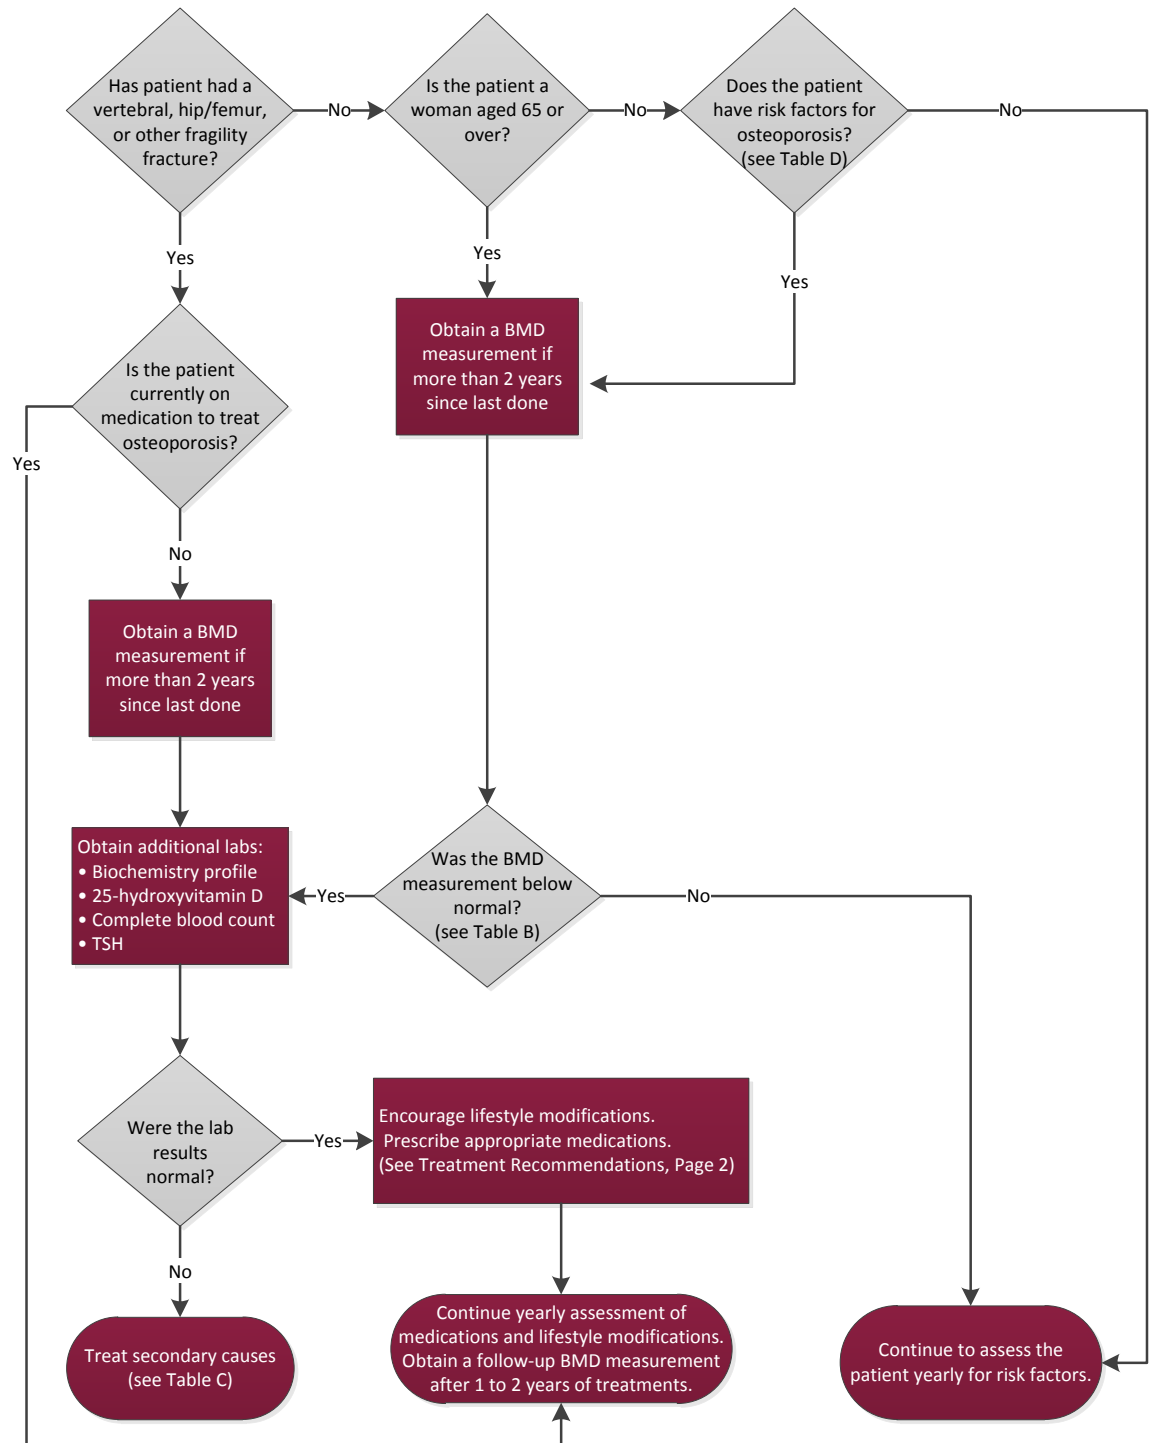 Has patient had a
vertebral, hip/femur,
or other fragility
fracture?
No
Is the patient a
woman aged 65 or
over?
No
Does the patient
have risk factors for
osteoporosis?
(see Table D)
No
Yes
Yes
Yes
Obtain a BMD
measurement if
more than 2 years
since last done
Is the patient
currently on
medication to treat
osteoporosis?
Yes
No
Obtain a BMD
measurement if
more than 2 years
since last done
Obtain additional labs:
• Biochemistry profile
• 25-hydroxyvitamin D
• Complete blood count
• TSH
Yes
Was the BMD
measurement below
normal?
(see Table B)
No
Were the lab
results
normal?
Yes
Encourage lifestyle modifications.
Prescribe appropriate medications.
(See Treatment Recommendations, Page 2)
No
Treat secondary causes
(see Table C)
Continue yearly assessment of
medications and lifestyle modifications.
Obtain a follow-up BMD measurement
after 1 to 2 years of treatments.
Continue to assess the
patient yearly for risk factors.